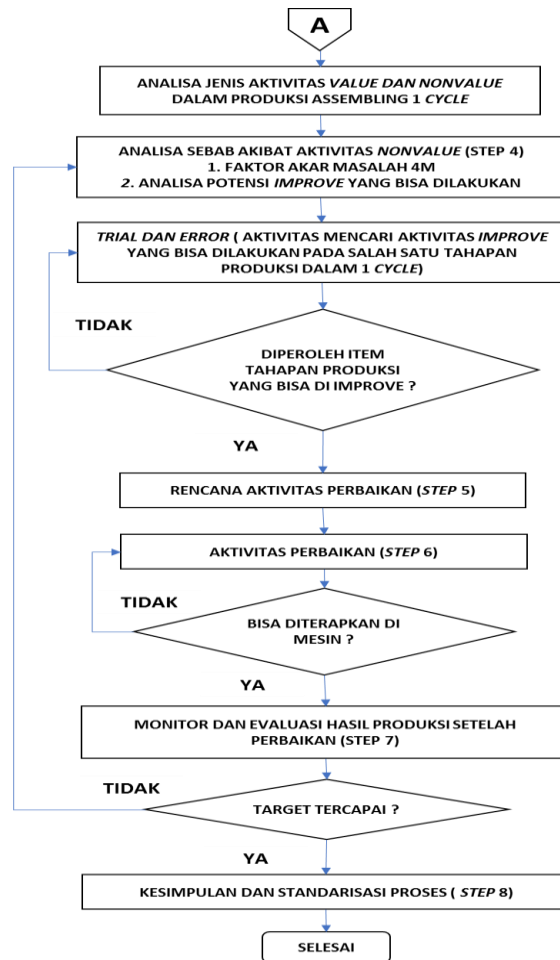 A
ANALISA JENIS AKTIVITAS VALUE DAN NONVALUE
DALAM PRODUKSI ASSEMBLING 1 CYCLE
ANALISA SEBAB AKIBAT AKTIVITAS NONVALUE (STEP 4)
1. FAKTOR AKAR MASALAH 4M
2. ANALISA POTENSI IMPROVE YANG BISA DILAKUKAN
TRIAL DAN ERROR ( AKTIVITAS MENCARI AKTIVITAS IMPROVE
YANG BISA DILAKUKAN PADA SALAH SATU TAHAPAN
PRODUKSI DALAM 1 CYCLE)
TIDAK
DIPEROLEH ITEM
TAHAPAN PRODUKSI
YANG BISA DI IMPROVE ?
YA
RENCANA AKTIVITAS PERBAIKAN (STEP 5)
AKTIVITAS PERBAIKAN (STEP 6)
TIDAK
BISA DITERAPKAN DI
MESIN ?
YA
MONITOR DAN EVALUASI HASIL PRODUKSI SETELAH
PERBAIKAN (STEP 7)
TIDAK
TARGET TERCAPAI ?
YA
KESIMPULAN DAN STANDARISASI PROSES ( STEP 8)
SELESAI